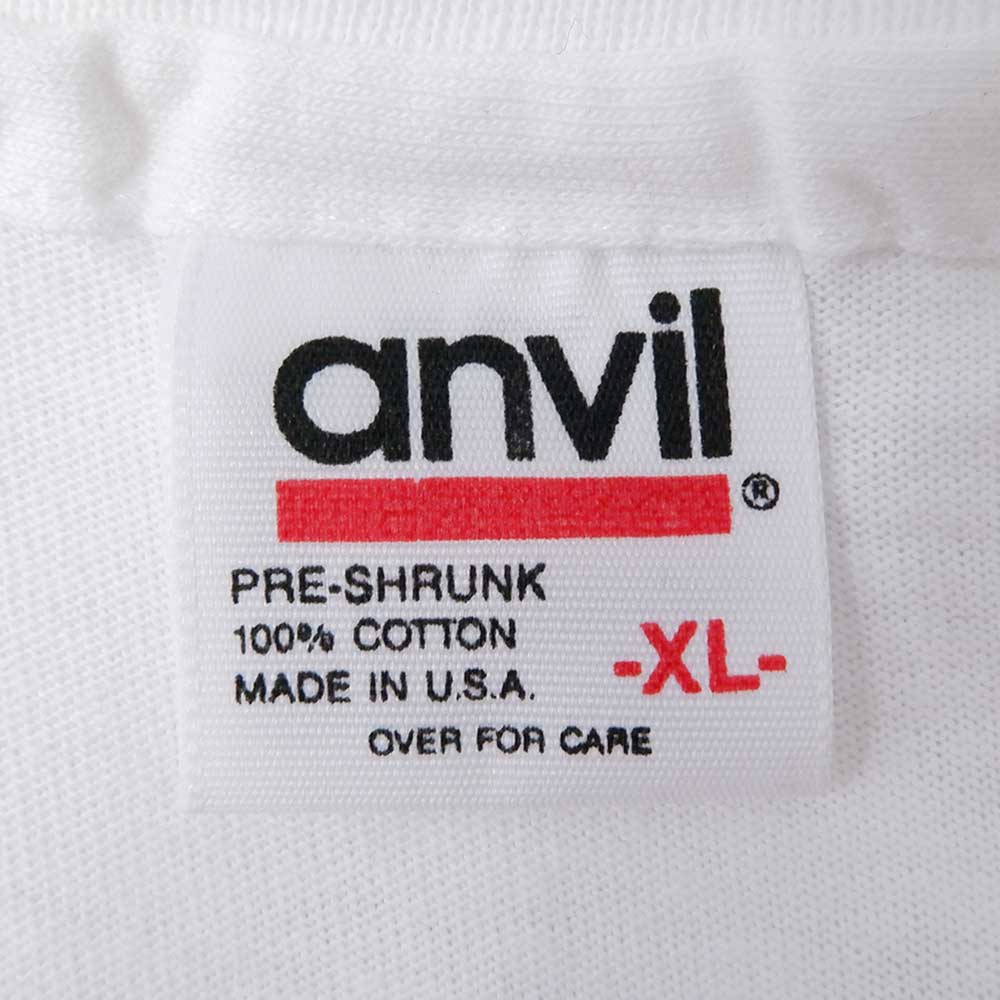 anvil®
PRE-SHRUNK
100% COTTON
MADE IN U.S.A.
-XL-
OVER FOR CARE